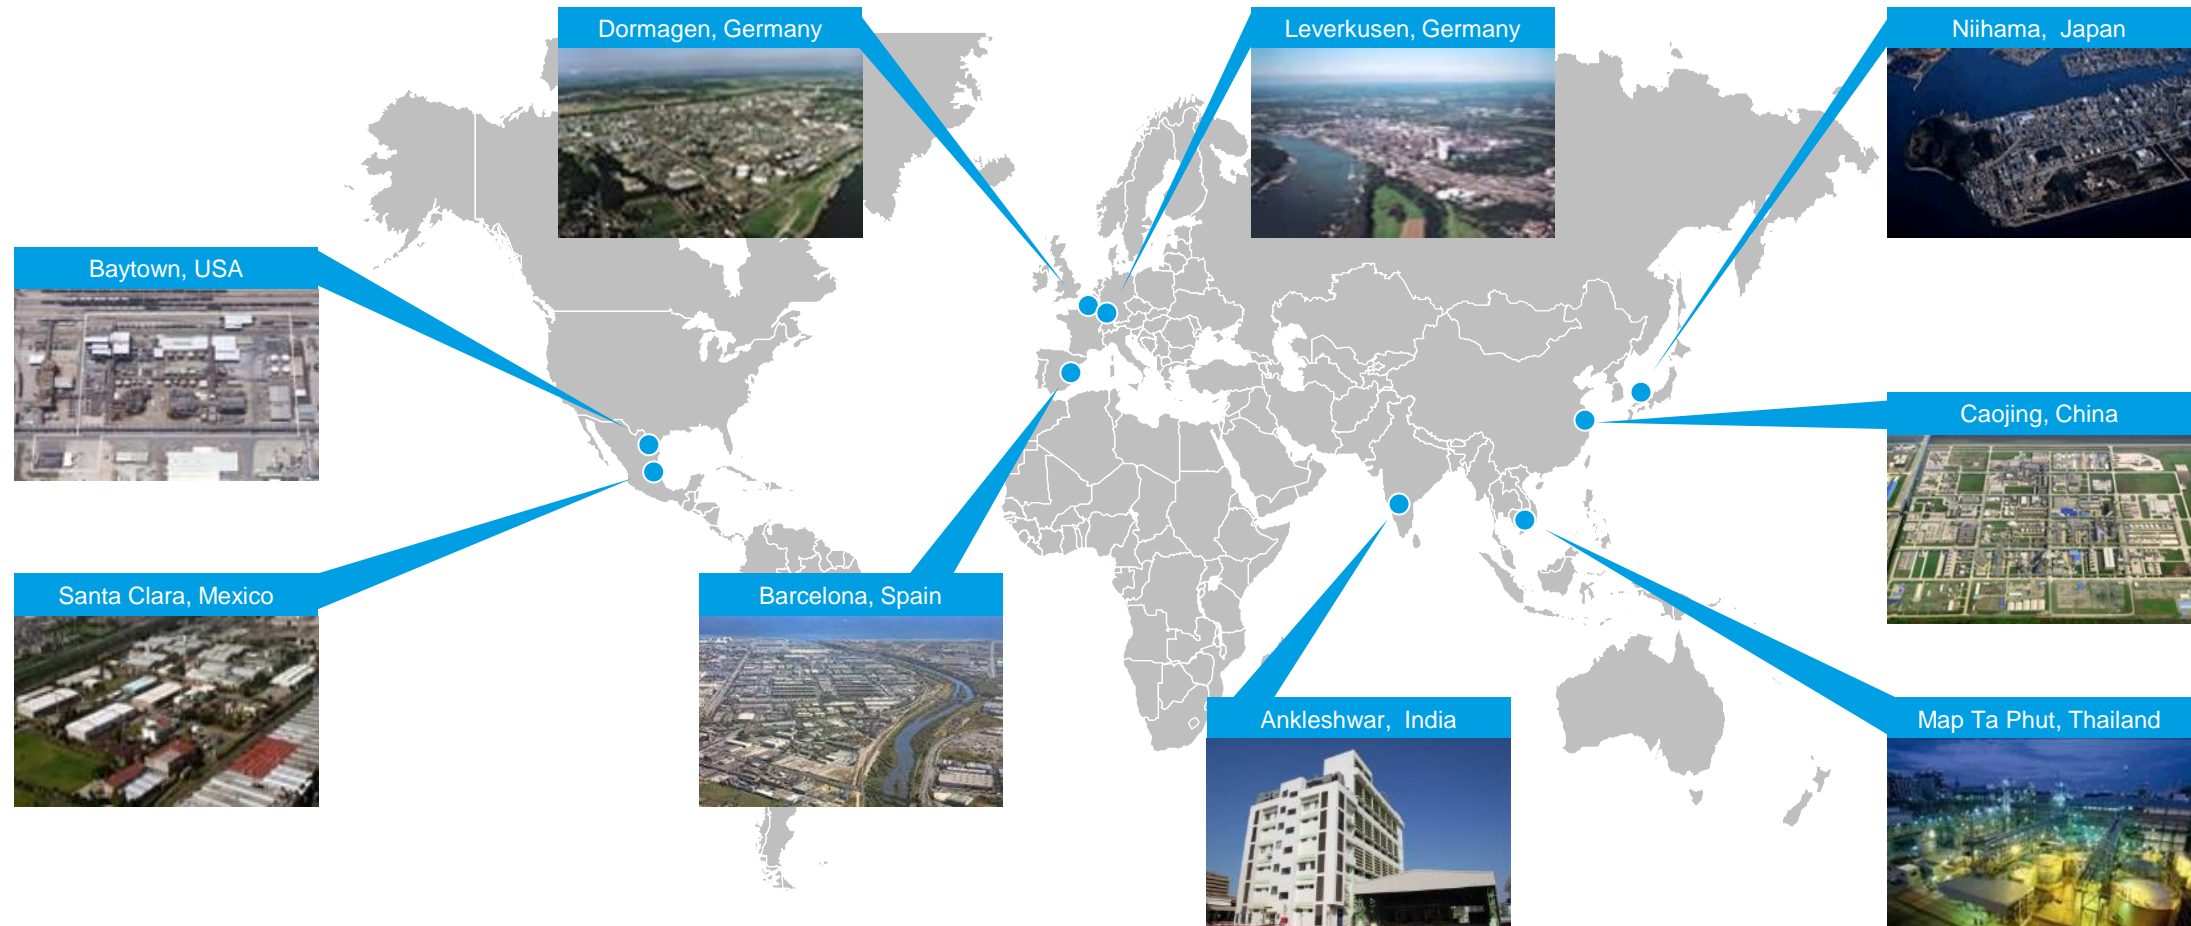 Dormagen, Germany
Leverkusen, Germany
Niihama,  Japan
Baytown, USA
Caojing, China
Santa Clara, Mexico
Barcelona, Spain
Ankleshwar,  India
Map Ta Phut, Thailand